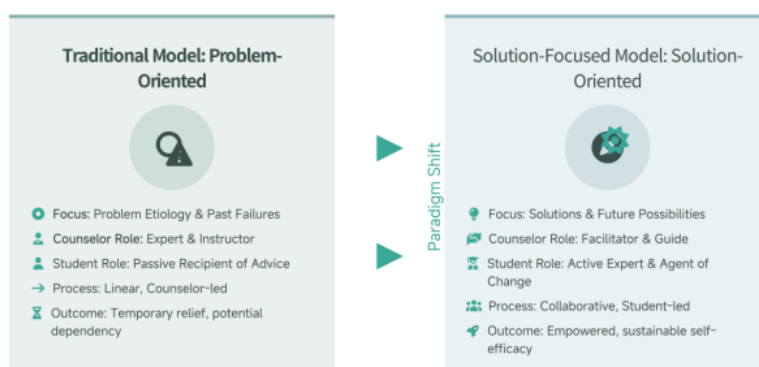 Traditional Model: Problem-
Oriented
Focus: Problem Etiology & Past Failures
Counselor Role: Expert & Instructor
Student Role: Passive Recipient of Advice
Process: Linear, Counselor-led
Outcome: Temporary relief, potential
dependency
Paradigm Shift
Solution-Focused Model: Solution-
Oriented
Focus: Solutions & Future Possibilities
Counselor Role: Facilitator & Guide
Student Role: Active Expert & Agent of
Change
Process: Collaborative, Student-led
Outcome: Empowered, sustainable self-
efficacy